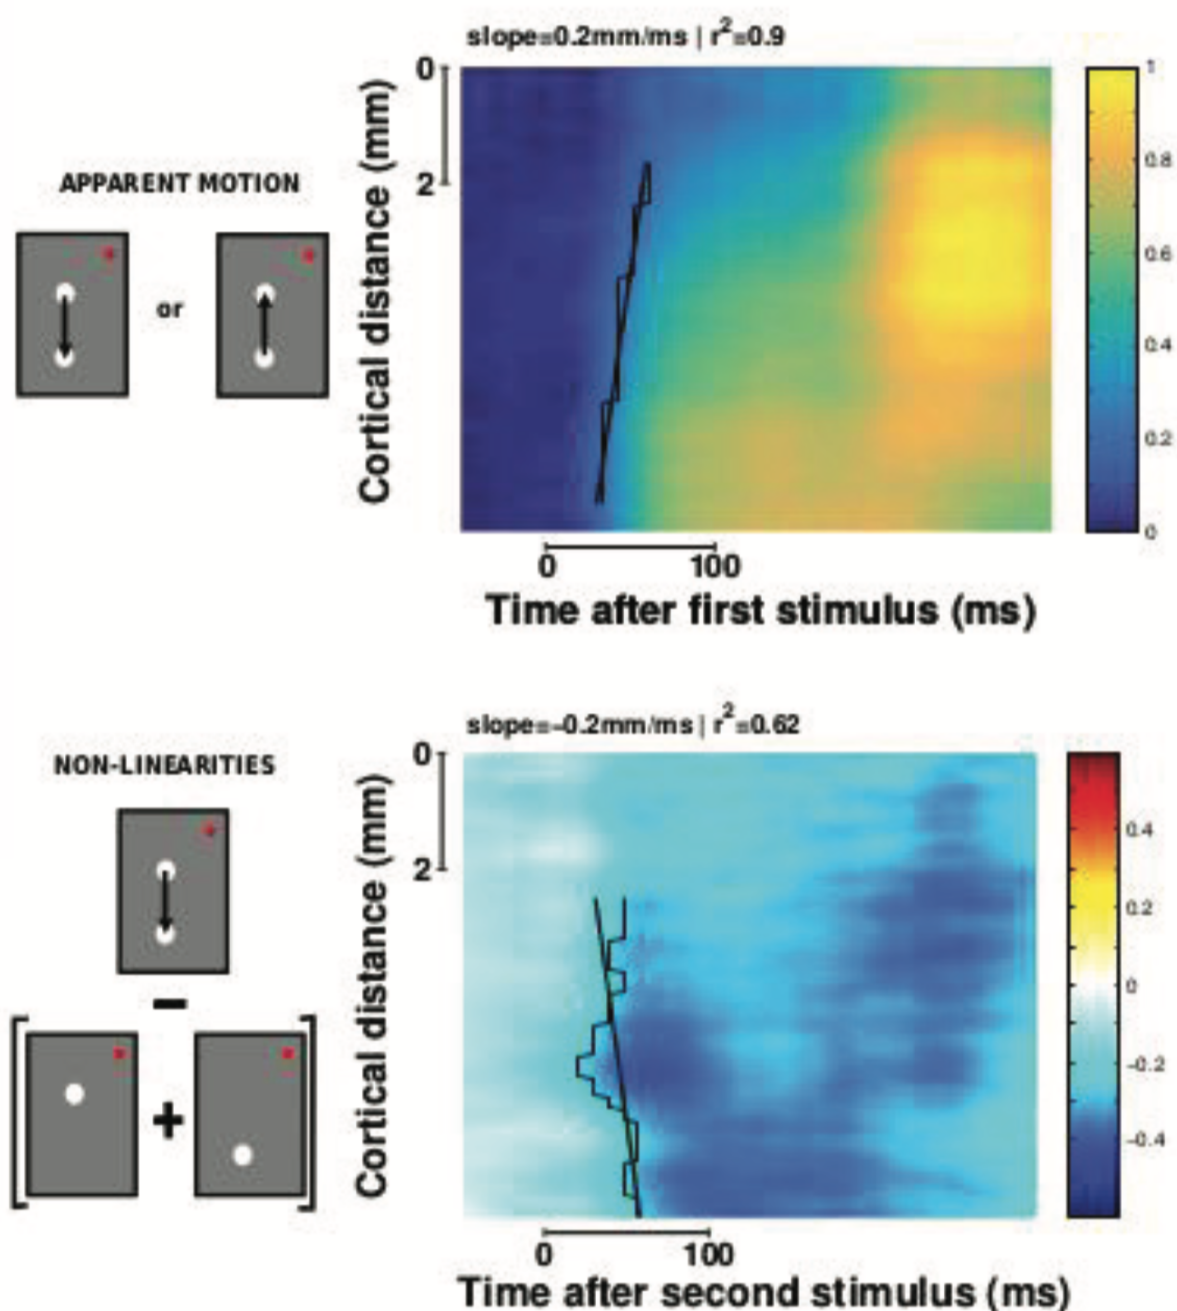 slope=0.2mm/ms | r2=0.9
0
2
Cortical distance (mm)
APPARENT MOTION
or
1
0.8
0.6
0.4
0.2
0
0
100
Time after first stimulus (ms)
slope=-0.2mm/ms | r2=0.62
NON-LINEARITIES
0
2
Cortical distance (mm)
0.4
0.2
0
-0.2
-0.4
−
[ + ]
0
100
Time after second stimulus (ms)